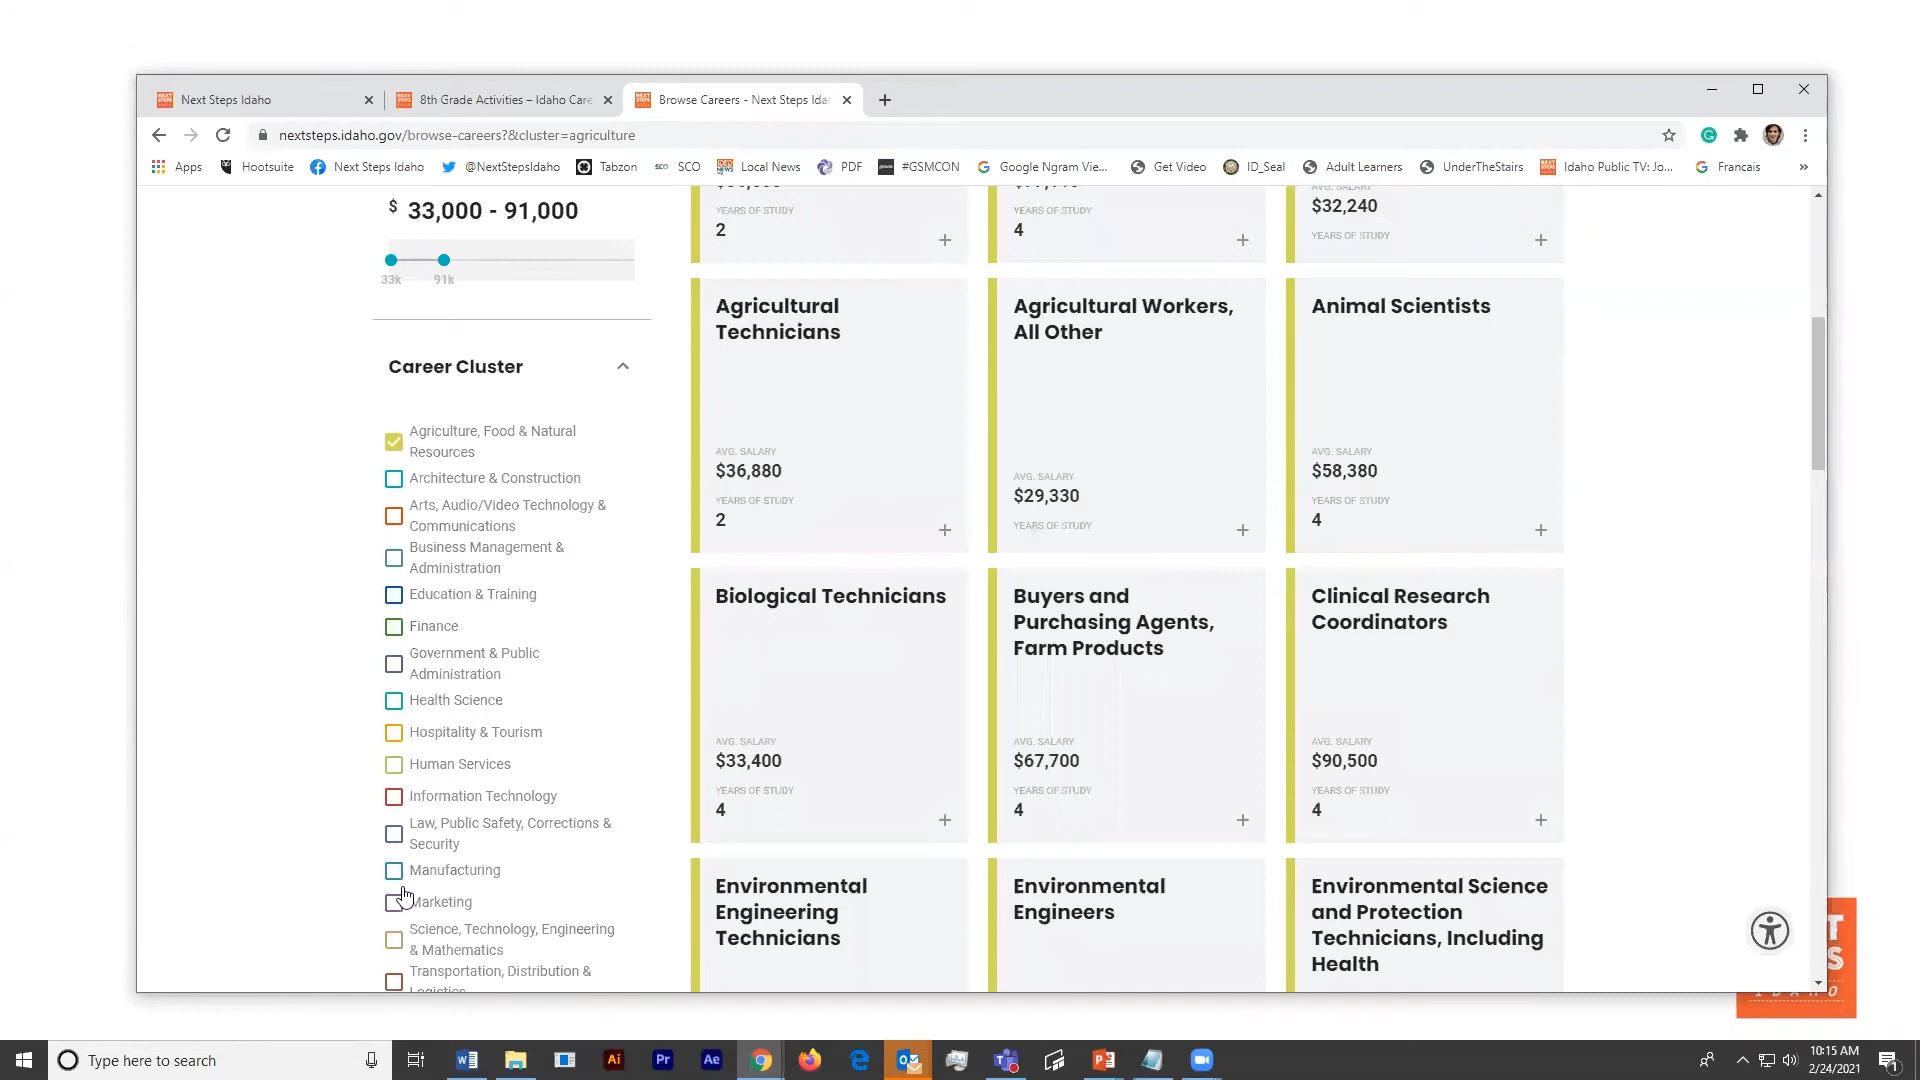 Next Steps Idaho
8th Grade Activities – Idaho Care
Browse Careers - Next Steps Idah
nextsteps.idaho.gov/browse-careers?&cluster=agriculture
Apps
Hootsuite
Next Steps Idaho
@NextStepsIdaho
Tabzon
SCO
Local News
PDF
#GSMCON
Google Ngram Vie...
Get Video
ID_Seal
Adult Learners
UnderTheStairs
Idaho Public TV: Jo...
Francais
$ 33,000 - 91,000
33k 91k
Career Cluster
Agriculture, Food & Natural
Resources
Architecture & Construction
Arts, Audio/Video Technology &
Communications
Business Management &
Administration
Education & Training
Finance
Government & Public
Administration
Health Science
Hospitality & Tourism
Human Services
Information Technology
Law, Public Safety, Corrections &
Security
Manufacturing
Marketing
Science, Technology, Engineering
& Mathematics
Transportation, Distribution &
Logistics
YEARS OF STUDY
2
YEARS OF STUDY
4
AVG. SALARY
$32,240
YEARS OF STUDY
Agricultural
Technicians
AVG. SALARY
$36,880
YEARS OF STUDY
2
Agricultural Workers,
All Other
AVG. SALARY
$29,330
YEARS OF STUDY
Animal Scientists
AVG. SALARY
$58,380
YEARS OF STUDY
4
Biological Technicians
AVG. SALARY
$33,400
YEARS OF STUDY
4
Buyers and
Purchasing Agents,
Farm Products
AVG. SALARY
$67,700
YEARS OF STUDY
4
Clinical Research
Coordinators
AVG. SALARY
$90,500
YEARS OF STUDY
4
Environmental
Engineering
Technicians
Environmental
Engineers
Environmental Science
and Protection
Technicians, Including
Health
Type here to search
10:15 AM
2/24/2021